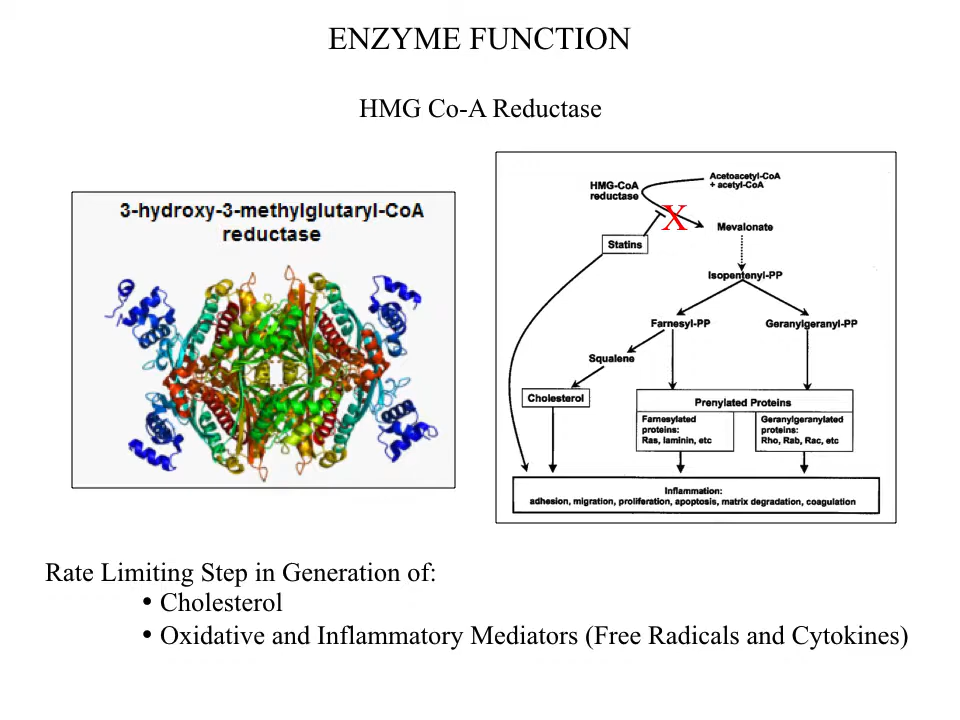 ENZYME FUNCTION
HMG Co-A Reductase
3-hydroxy-3-methylglutaryl-CoA
reductase
HMG-CoA
reductase
Acetoacetyl-CoA
+ acetyl-CoA
X
Mevalonate
Statins
Isopentenyl-PP
Farnesyl-PP
Geranylgeranyl-PP
Squalene
Cholesterol
Prenylated Proteins
Farnesylated
proteins:
Ras, laminin, etc
Geranylgeranylated
proteins:
Rho, Rab, Rac, etc
Inflammation:
adhesion, migration, proliferation, apoptosis, matrix degradation, coagulation
Rate Limiting Step in Generation of:
• Cholesterol
• Oxidative and Inflammatory Mediators (Free Radicals and Cytokines)